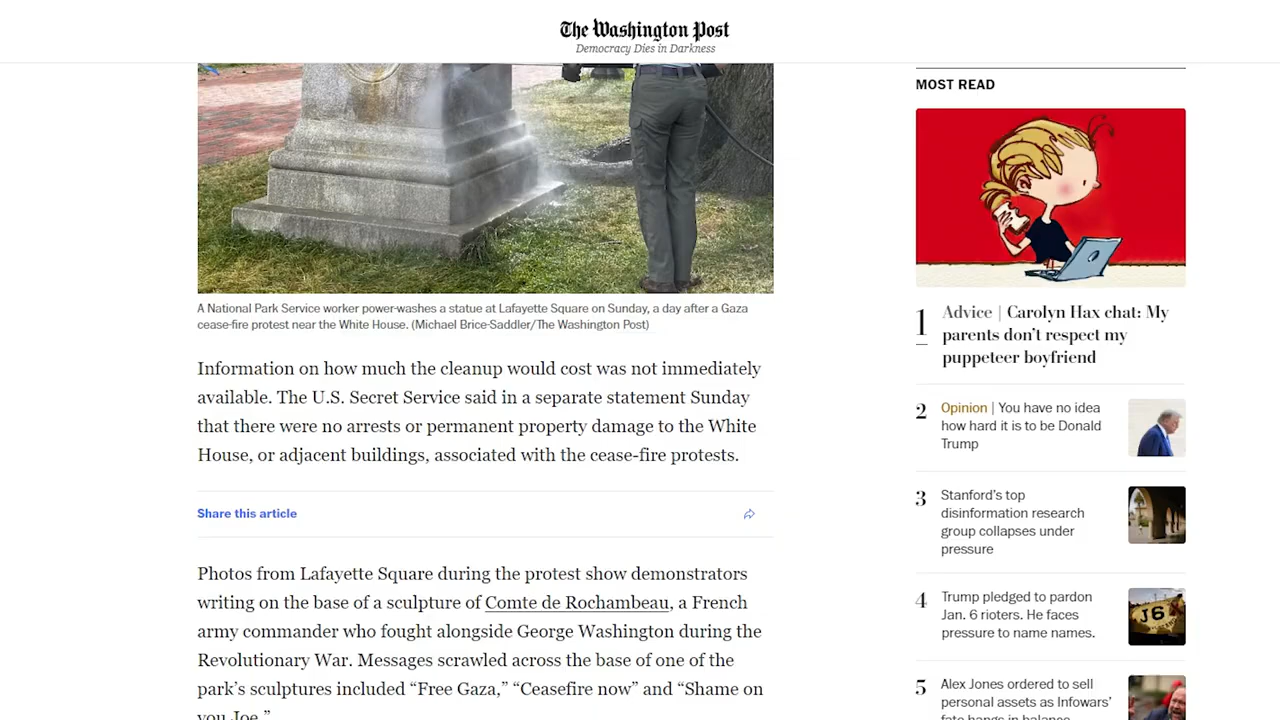 The Washington Post
Democracy Dies in Darkness
A National Park Service worker power-washes a statue at Lafayette Square on Sunday, a day after a Gaza
cease-fire protest near the White House. (Michael Brice-Saddler/The Washington Post)
Information on how much the cleanup would cost was not immediately
available. The U.S. Secret Service said in a separate statement Sunday
that there were no arrests or permanent property damage to the White
House, or adjacent buildings, associated with the cease-fire protests.
Share this article
Photos from Lafayette Square during the protest show demonstrators
writing on the base of a sculpture of Comte de Rochambeau, a French
army commander who fought alongside George Washington during the
Revolutionary War. Messages scrawled across the base of one of the
park’s sculptures included “Free Gaza,” “Ceasefire now” and “Shame on
you Joe.”
MOST READ
1
Advice | Carolyn Hax chat: My
parents don’t respect my
puppeteer boyfriend
2
Opinion | You have no idea
how hard it is to be Donald
Trump
3
Stanford’s top
disinformation research
group collapses under
pressure
4
Trump pledged to pardon
Jan. 6 rioters. He faces
pressure to name names.
J6
5
Alex Jones ordered to sell
personal assets as Infowars’
fate hangs in balance